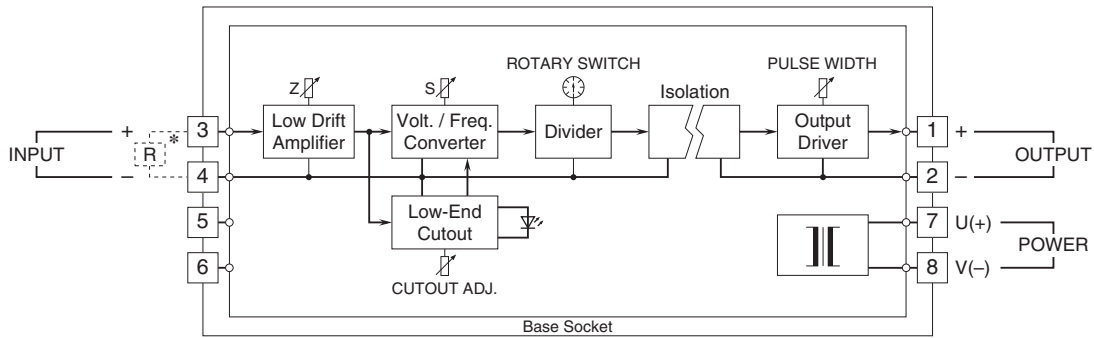 ROTARY SWITCH
PULSE WIDTH
Z
S
Isolation
INPUT
+
–
R
*
3
4
5
6
Low Drift
Amplifier
Volt. / Freq.
Converter
Divider
Output
Driver
1
+
2
–
OUTPUT
Low-End
Cutout
CUTOUT ADJ.
7
U(+)
8
V(–)
POWER
Base Socket